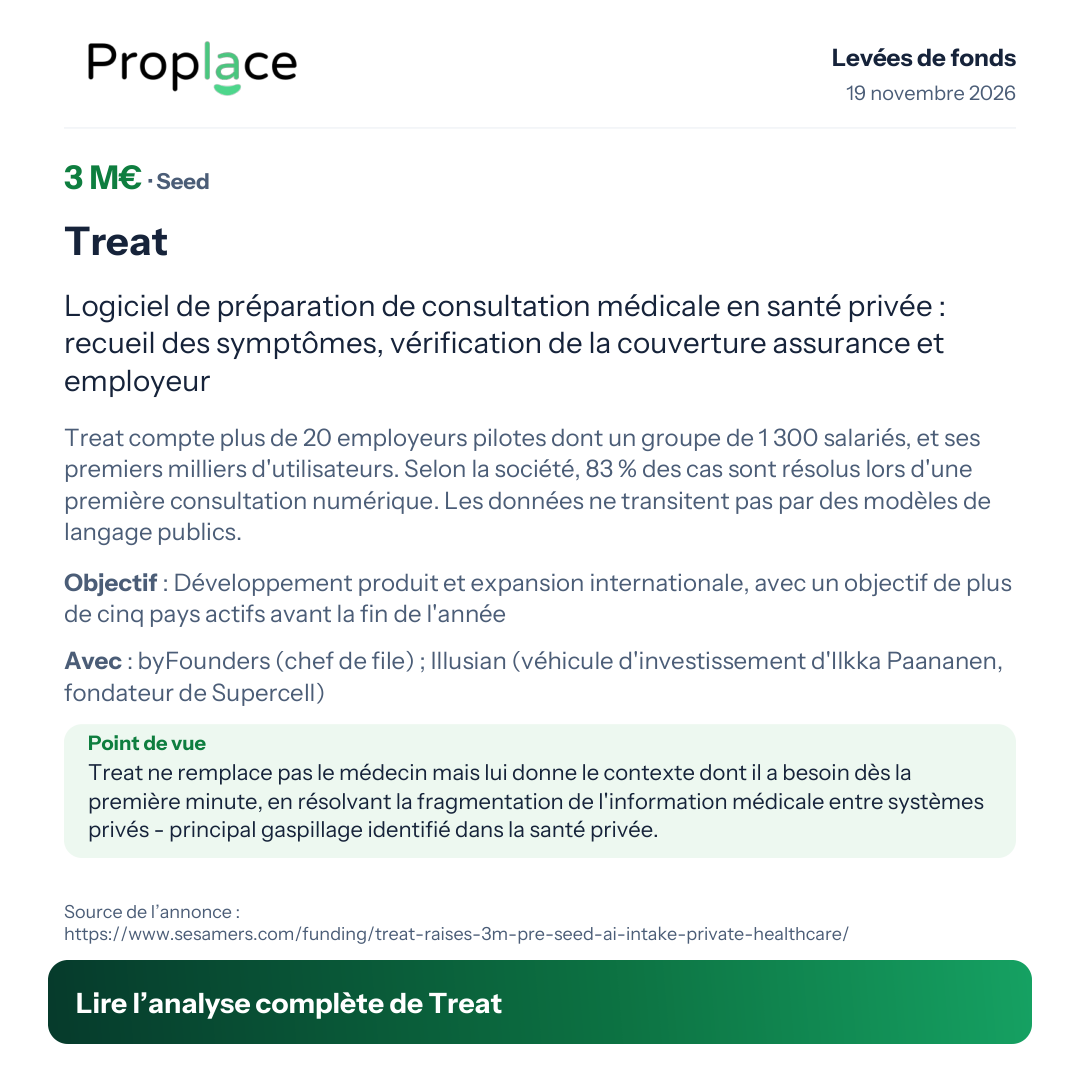 Proplace
Levées de fonds
19 novembre 2026
3 M€ · Seed
Treat
Logiciel de préparation de consultation médicale en santé privée :
recueil des symptômes, vérification de la couverture assurance et
employeur
Treat compte plus de 20 employeurs pilotes dont un groupe de 1 300 salariés, et ses
premiers milliers d'utilisateurs. Selon la société, 83 % des cas sont résolus lors d'une
première consultation numérique. Les données ne transitent pas par des modèles de
langage publics.
Objectif : Développement produit et expansion internationale, avec un objectif de plus
de cinq pays actifs avant la fin de l'année
Avec : byFounders (chef de file) ; Illusian (véhicule d'investissement d'Ilkka Paananen,
fondateur de Supercell)
Point de vue
Treat ne remplace pas le médecin mais lui donne le contexte dont il a besoin dès la
première minute, en résolvant la fragmentation de l'information médicale entre systèmes
privés - principal gaspillage identifié dans la santé privée.
Source de l’annonce :
https://www.sesamers.com/funding/treat-raises-3m-pre-seed-ai-intake-private-healthcare/
Lire l’analyse complète de Treat